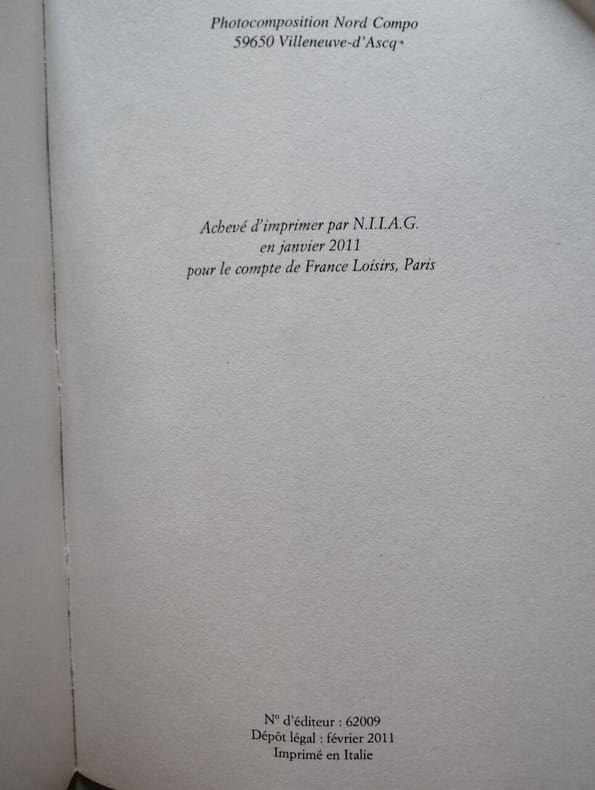 Photocomposition Nord Compo
59650 Villeneuve-d'Ascq
Achevé d'imprimer par N.I.I.A.G.
en janvier 2011
pour le compte de France Loisirs, Paris
N° d'éditeur : 62009
Dépôt légal : février 2011
Imprimé en Italie